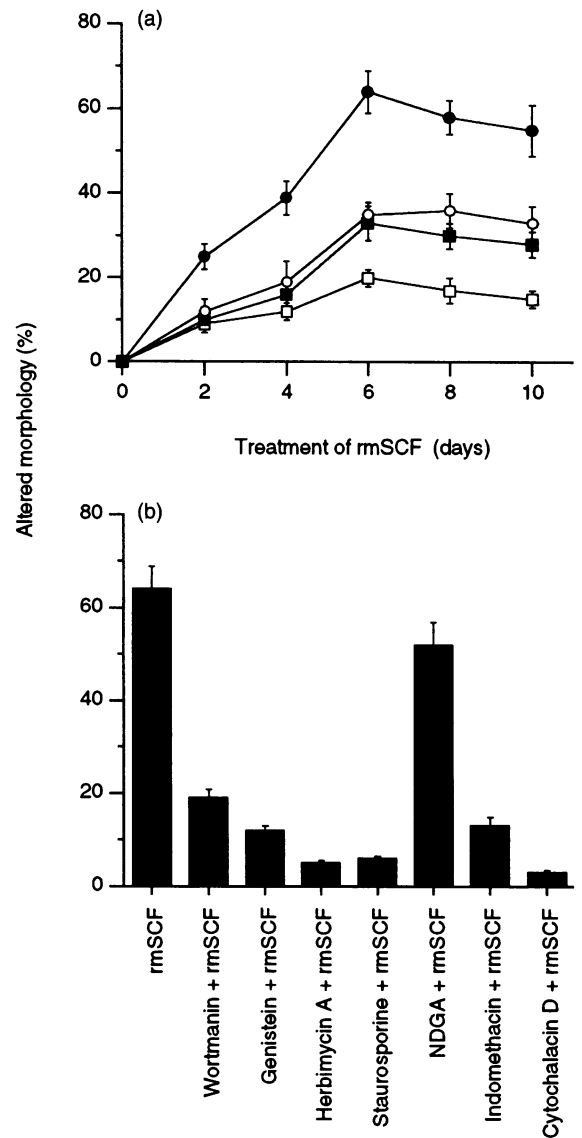 (a)
80
60
40
20
0
0 2 4 6 8 10
Treatment of rmSCF (days)
Altered morphology (%)
(b)
80
60
40
20
0
rmSCF
Wortmanin + rmSCF
Genistein + rmSCF
Herbimycin A + rmSCF
Staurosporine + rmSCF
NDGA + rmSCF
Indomethacin + rmSCF
Cytochalacin D + rmSCF